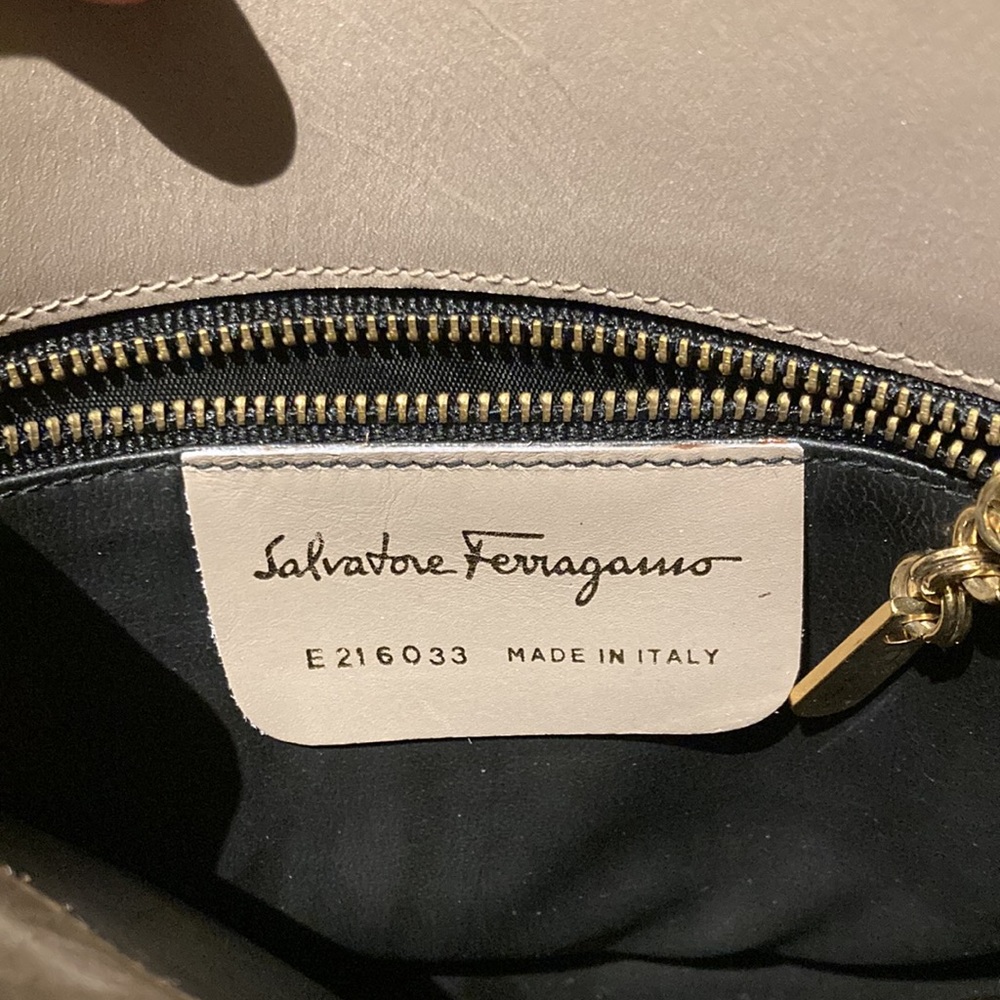 Salvatore Ferragamo
E216033 MADE IN ITALY